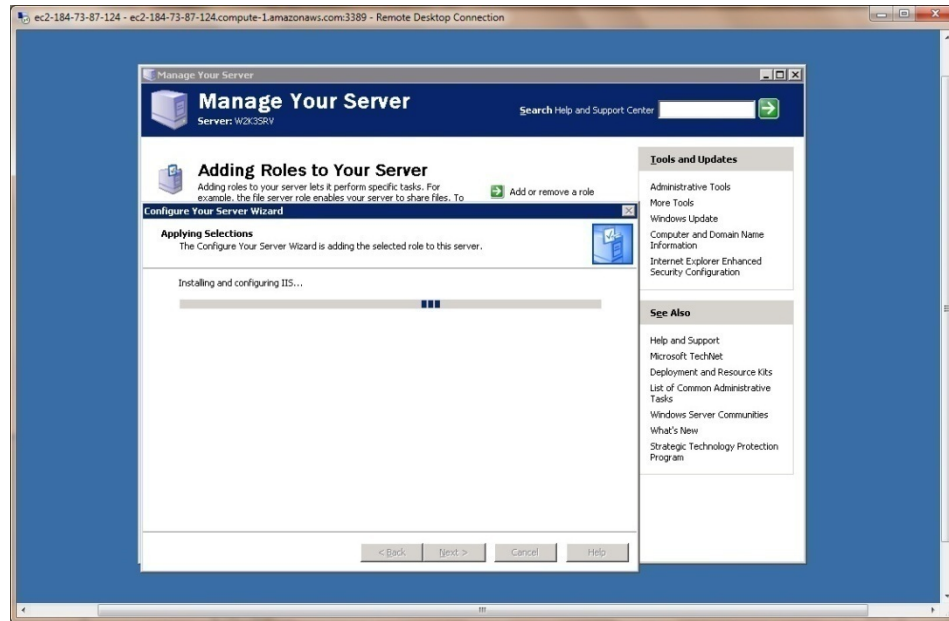 ec2-184-73-87-124 - ec2-184-73-87-124.compute-1.amazonaws.com:3389 - Remote Desktop Connection
Manage Your Server
Manage Your Server
Server: W2K3SRV
Search Help and Support Center
Adding Roles to Your Server
Adding roles to your server lets it perform specific tasks. For
example, the file server role enables your server to share files. To
Add or remove a role
Configure Your Server Wizard
Applying Selections
The Configure Your Server Wizard is adding the selected role to this server.
Installing and configuring IIS...
< Back
Next >
Cancel
Help
Tools and Updates
Administrative Tools
More Tools
Windows Update
Computer and Domain Name
Information
Internet Explorer Enhanced
Security Configuration
See Also
Help and Support
Microsoft TechNet
Deployment and Resource Kits
List of Common Administrative
Tasks
Windows Server Communities
What's New
Strategic Technology Protection
Program